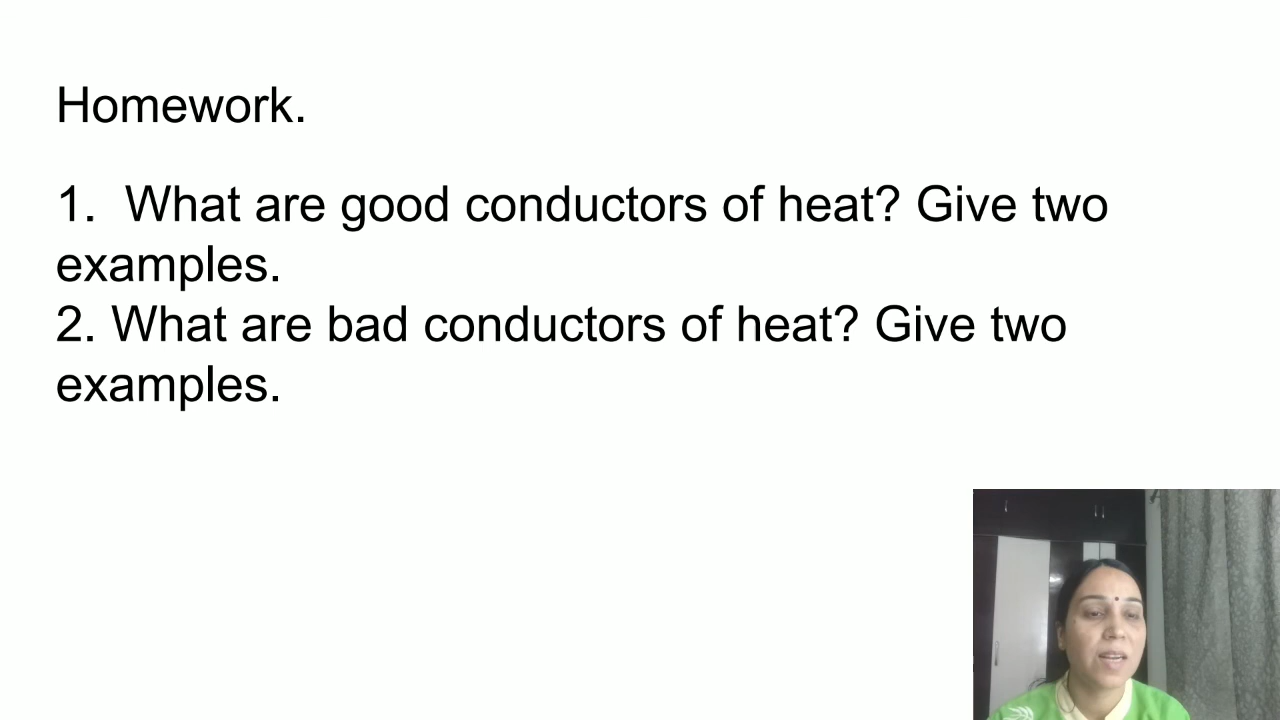 Homework.
1. What are good conductors of heat? Give two
examples.
2. What are bad conductors of heat? Give two
examples.